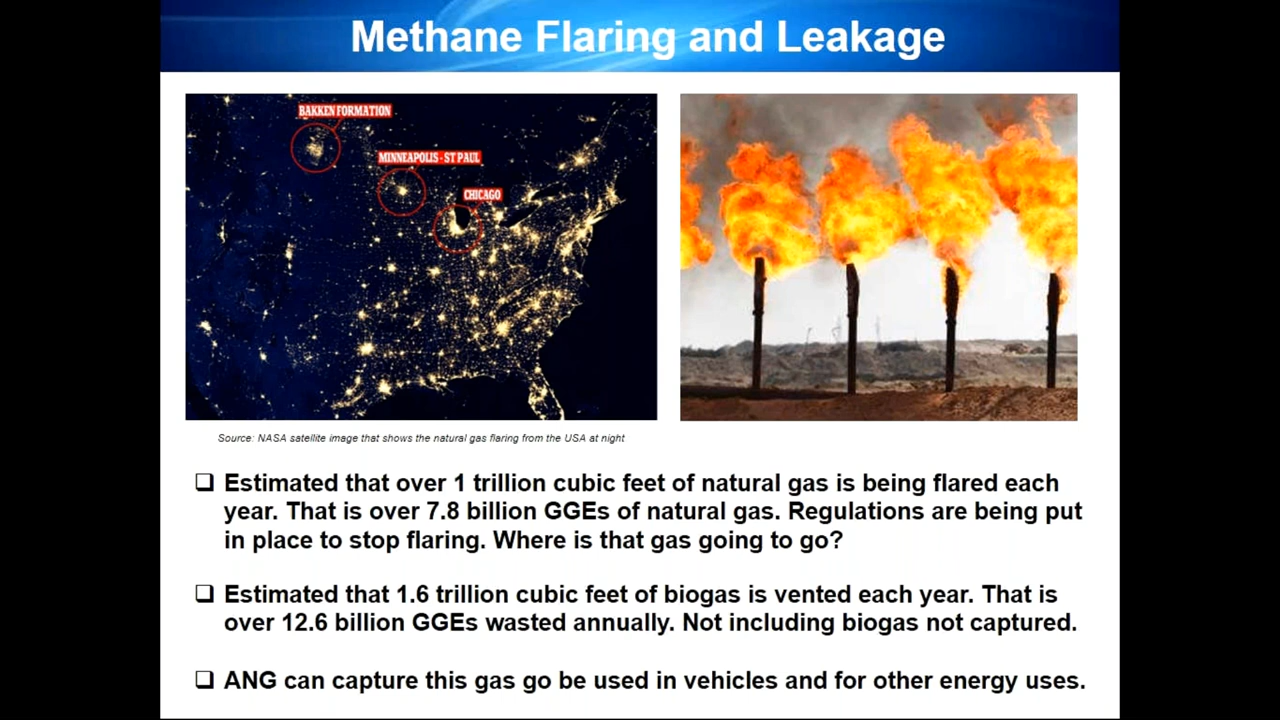 Methane Flaring and Leakage
BAKKEN FORMATION
MINNEAPOLIS - ST PAUL
CHICAGO
Source: NASA satellite image that shows the natural gas flaring from the USA at night
Estimated that over 1 trillion cubic feet of natural gas is being flared each
year. That is over 7.8 billion GGEs of natural gas. Regulations are being put
in place to stop flaring. Where is that gas going to go?
Estimated that 1.6 trillion cubic feet of biogas is vented each year. That is
over 12.6 billion GGEs wasted annually. Not including biogas not captured.
ANG can capture this gas go be used in vehicles and for other energy uses.